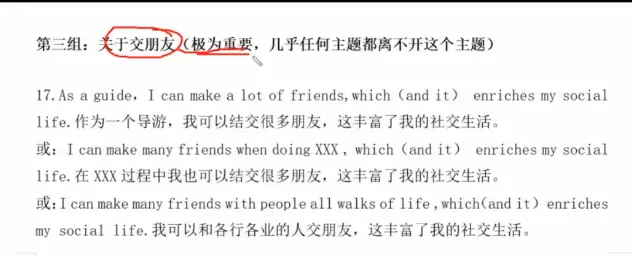 第三组：关于交朋友（极为重要，几乎任何主题都离不开这个主题）
17.As a guide，I can make a lot of friends,which（and it） enriches my social
life.作为一个导游，我可以结交很多朋友，这丰富了我的社交生活。
或：I can make many friends when doing XXX , which（and it） enriches my social
life.在 XXX 过程中我也可以结交很多朋友，这丰富了我的社交生活。
或:I can make many friends with people all walks of life ,which(and it）enriches
my social life.我可以和各行各业的人交朋友，这丰富了我的社交生活。